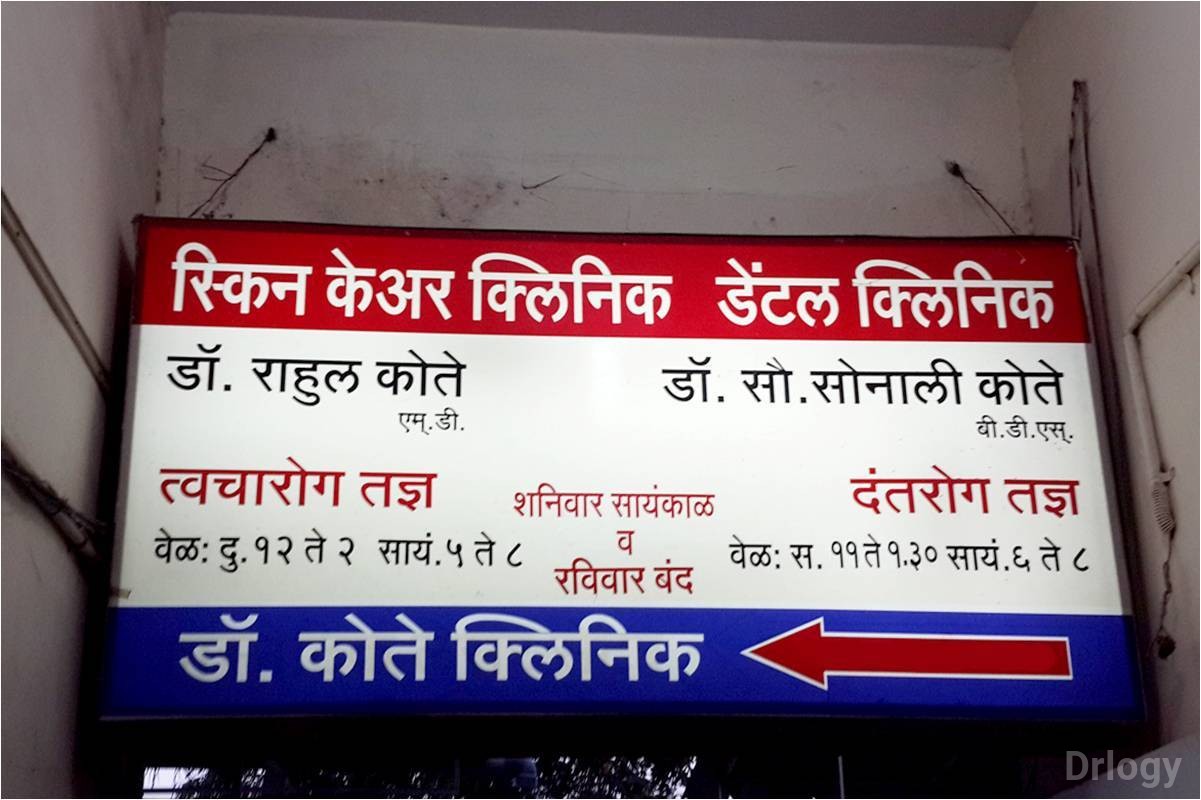 स्किन केअर क्लिनिक डेंटल क्लिनिक
डॉ. राहुल कोते डॉ. सौ.सोनाली कोते
एम्.डी. बी.डी.एस्.
त्वचारोग तज्ञ शनिवार सायंकाळ दंतरोग तज्ञ
वेळ: दु.१२ ते २ सायं.५ ते ८ व वेळ: स. ११ ते १.३० सायं.६ ते ८
रविवार बंद
डॉ. कोते क्लिनिक
Drlogy